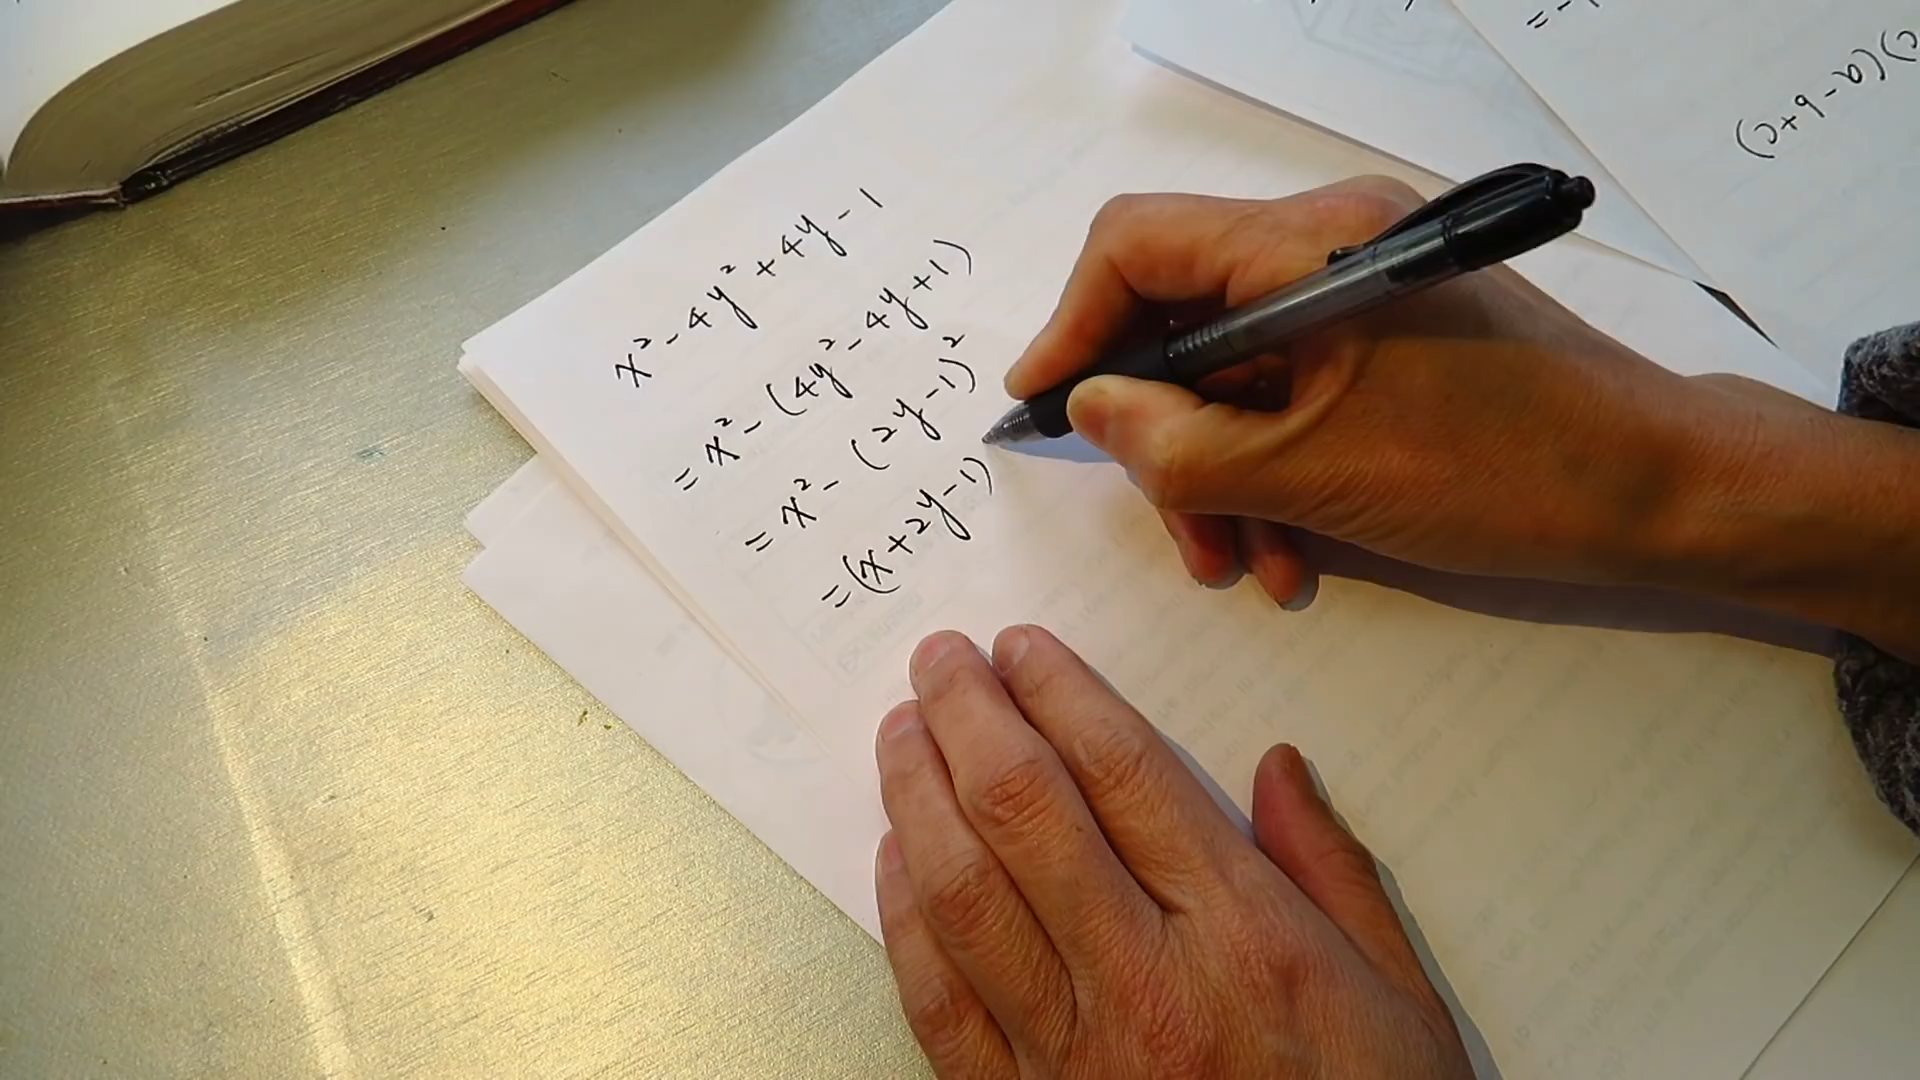 x² - 4y² + 4y - 1
= x² - (4y² - 4y + 1)
= x² - (2y - 1)²
= (x + 2y - 1)
c)(a - b + c)